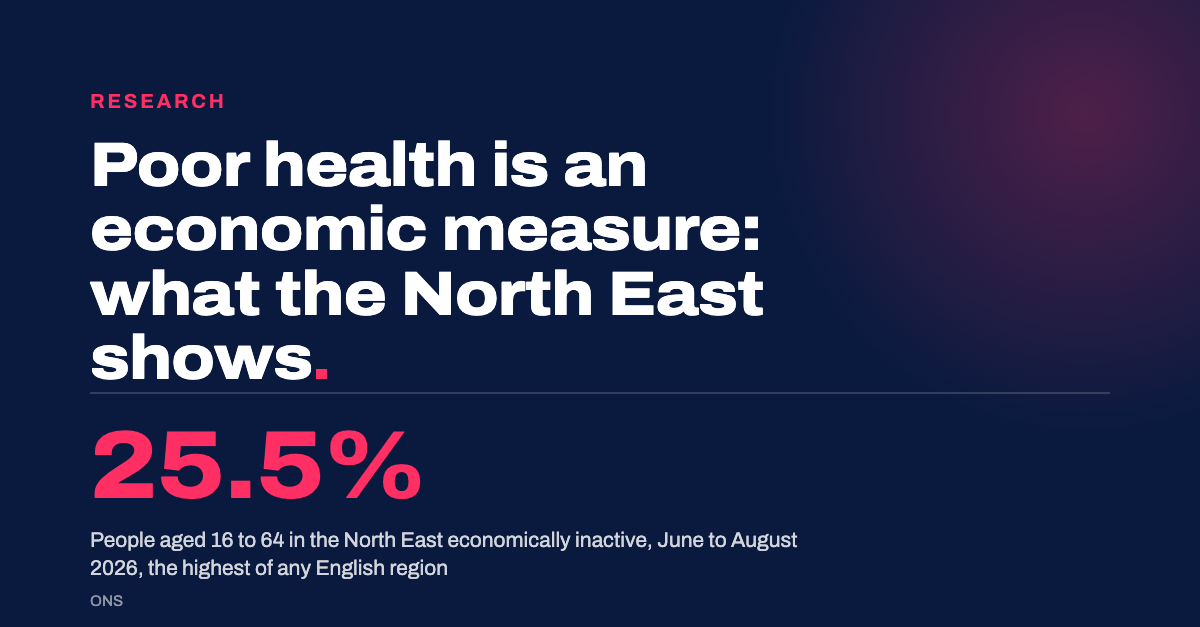 RESEARCH
Poor health is an
economic measure:
what the North East
shows.
25.5%
People aged 16 to 64 in the North East economically inactive, June to August
2026, the highest of any English region
ONS